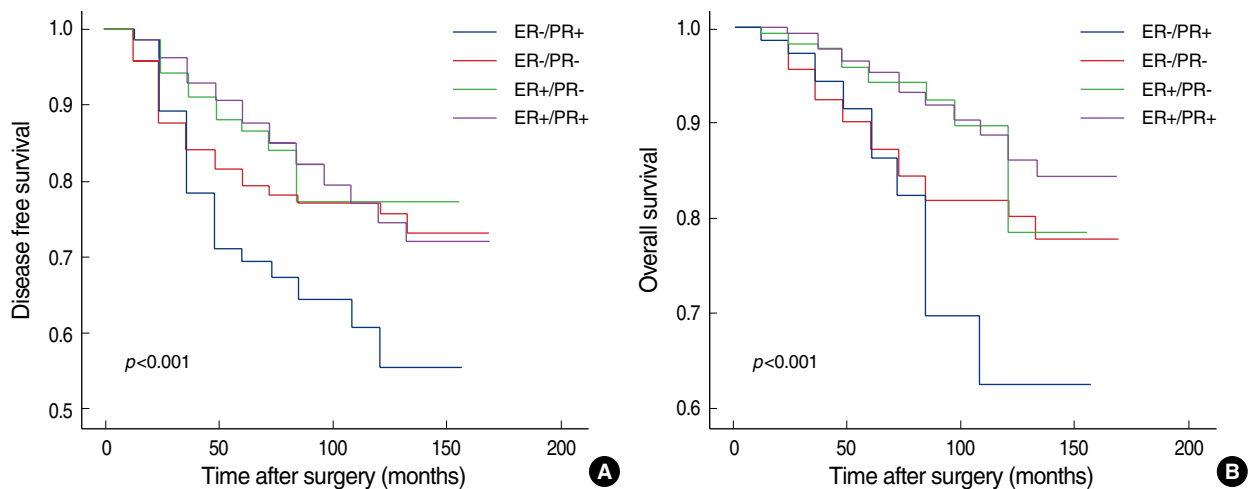 1.0
0.9
0.8
0.7
0.6
0.5
Disease free survival
ER-/PR+
ER-/PR-
ER+/PR-
ER+/PR+
p<0.001
0 50 100 150 200
Time after surgery (months)
A
1.0
0.9
0.8
0.7
0.6
Overall survival
ER-/PR+
ER-/PR-
ER+/PR-
ER+/PR+
p<0.001
0 50 100 150 200
Time after surgery (months)
B